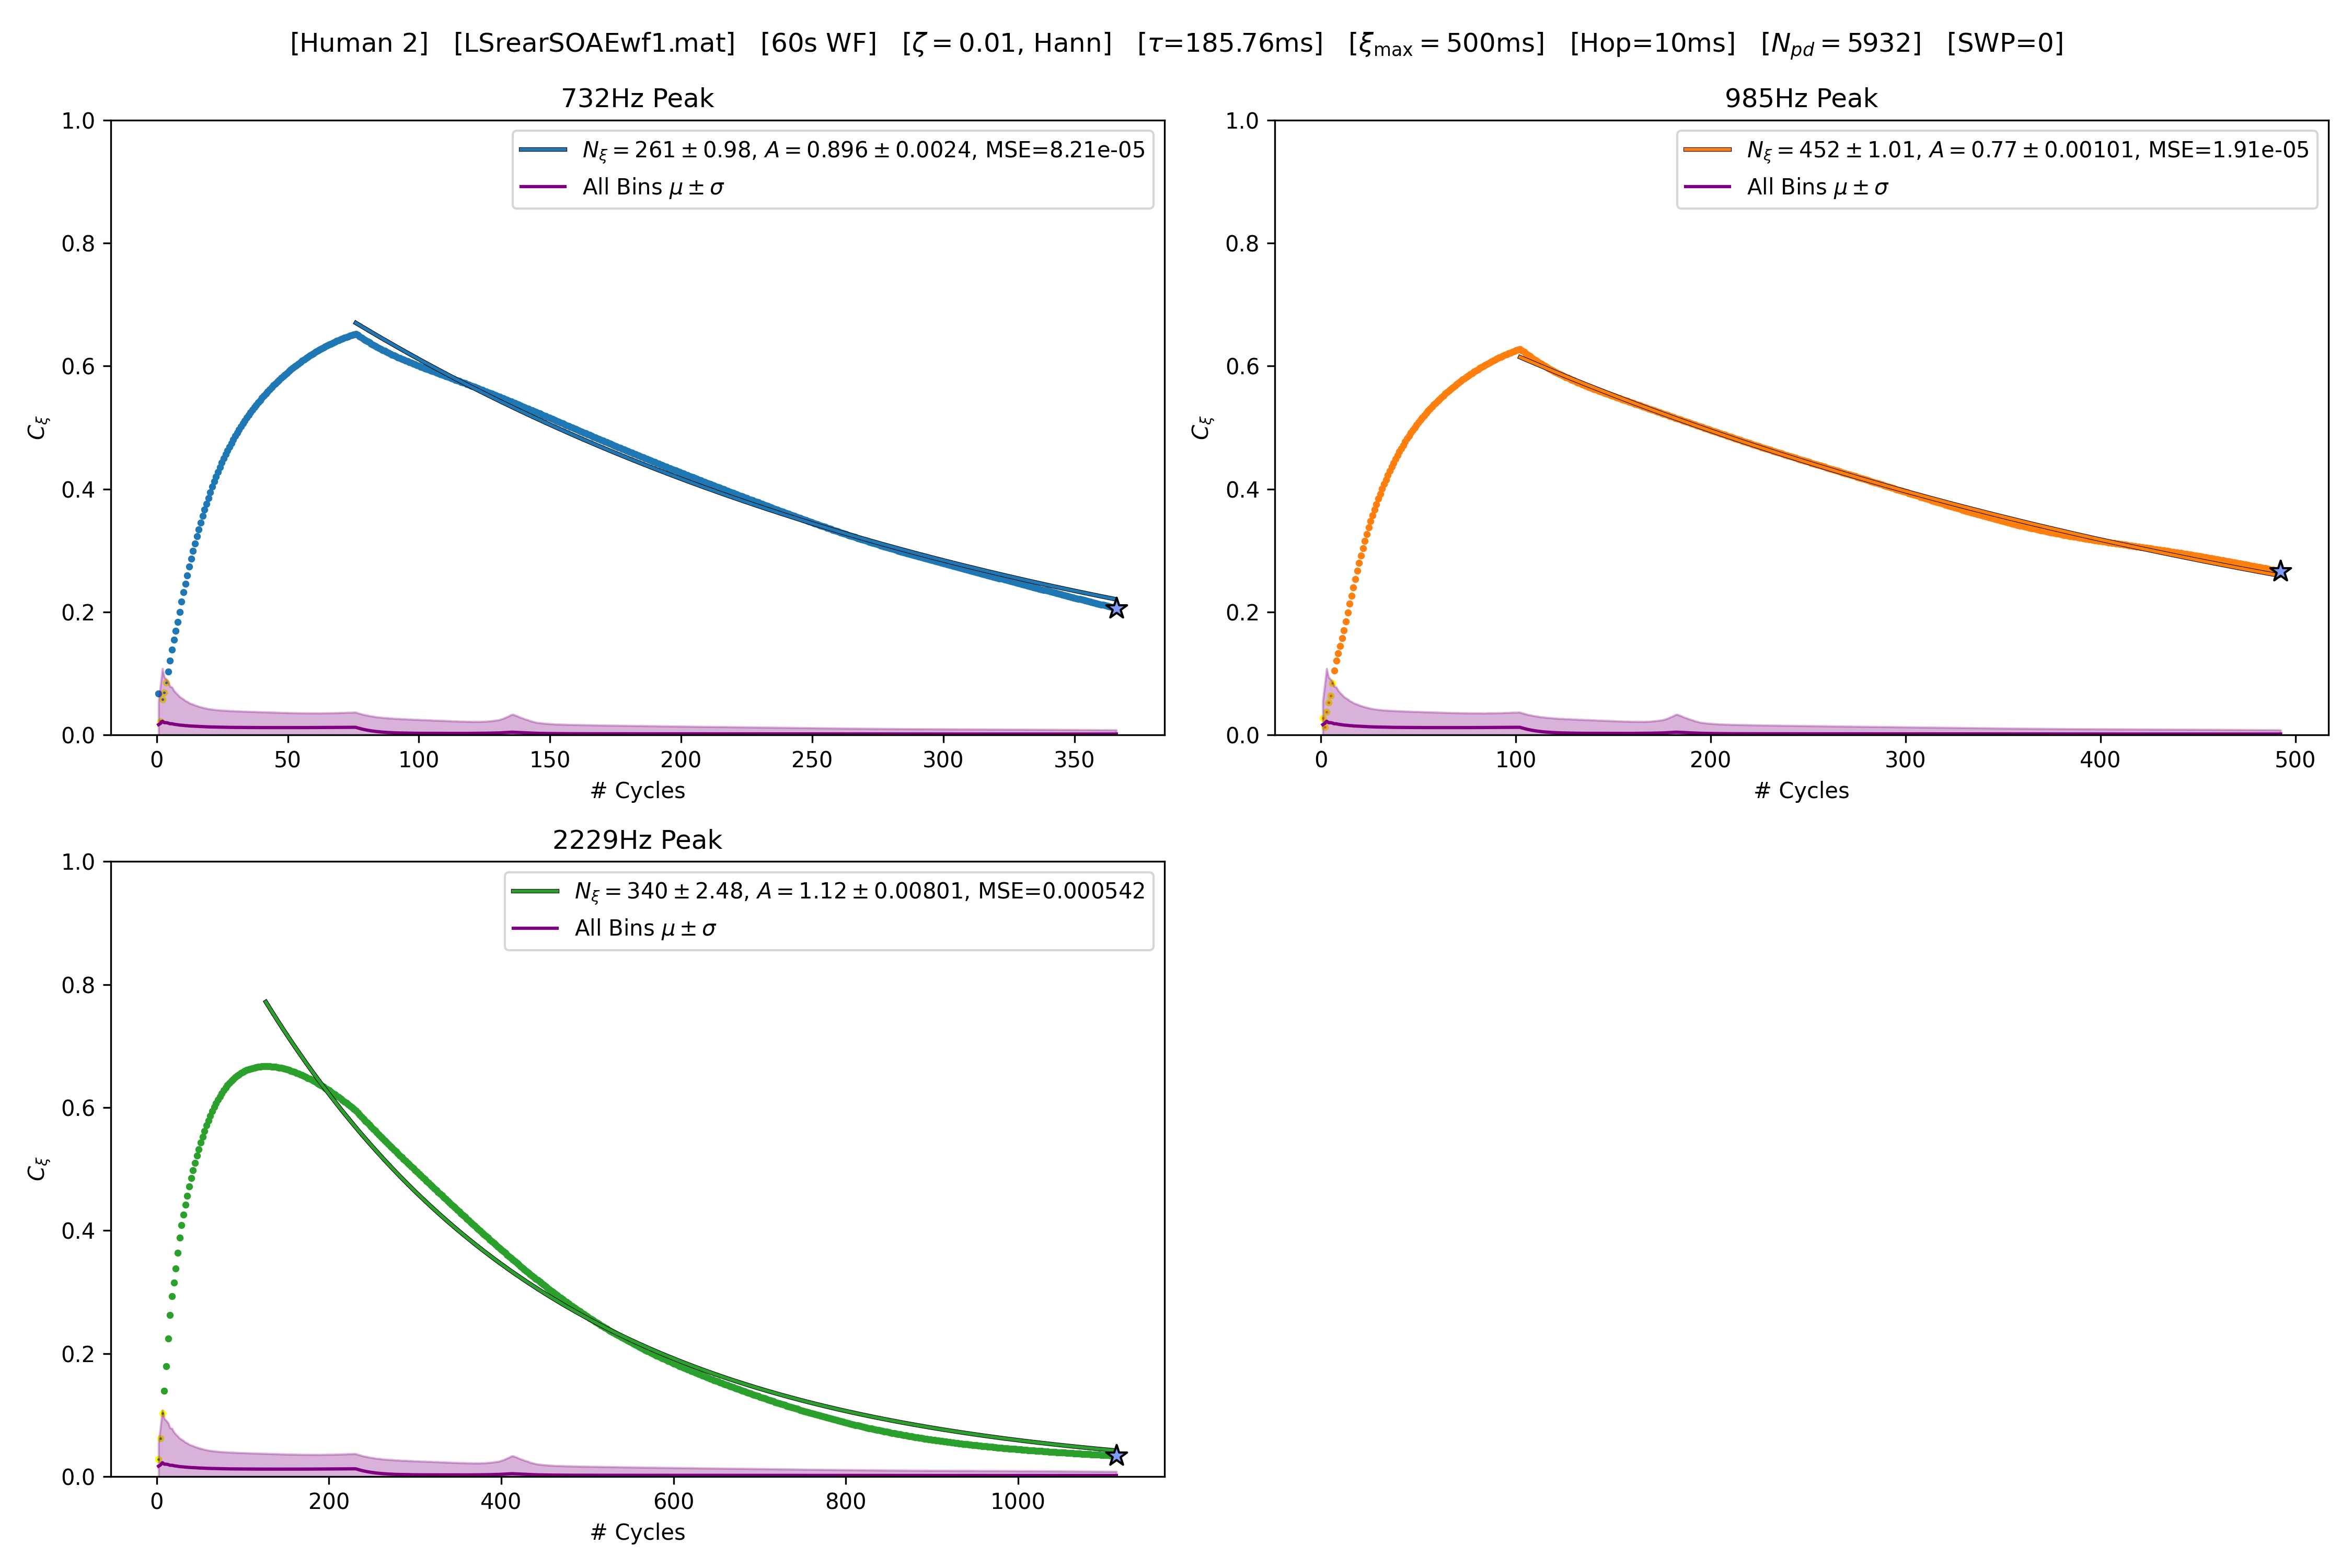 [Human 2] [LSrearSOAEwf1.mat] [60s WF] [ζ = 0.01, Hann] [τ=185.76ms] [ξmax = 500ms] [Hop=10ms] [Npd = 5932] [SWP=0]
732Hz Peak
Nξ = 261 ± 0.98, A = 0.896 ± 0.0024, MSE=8.21e-05
All Bins μ ± σ
1.0
0.8
0.6
0.4
0.2
0.0
Cξ
0 50 100 150 200 250 300 350
# Cycles
985Hz Peak
Nξ = 452 ± 1.01, A = 0.77 ± 0.00101, MSE=1.91e-05
All Bins μ ± σ
1.0
0.8
0.6
0.4
0.2
0.0
Cξ
0 100 200 300 400 500
# Cycles
2229Hz Peak
Nξ = 340 ± 2.48, A = 1.12 ± 0.00801, MSE=0.000542
All Bins μ ± σ
1.0
0.8
0.6
0.4
0.2
0.0
Cξ
0 200 400 600 800 1000
# Cycles